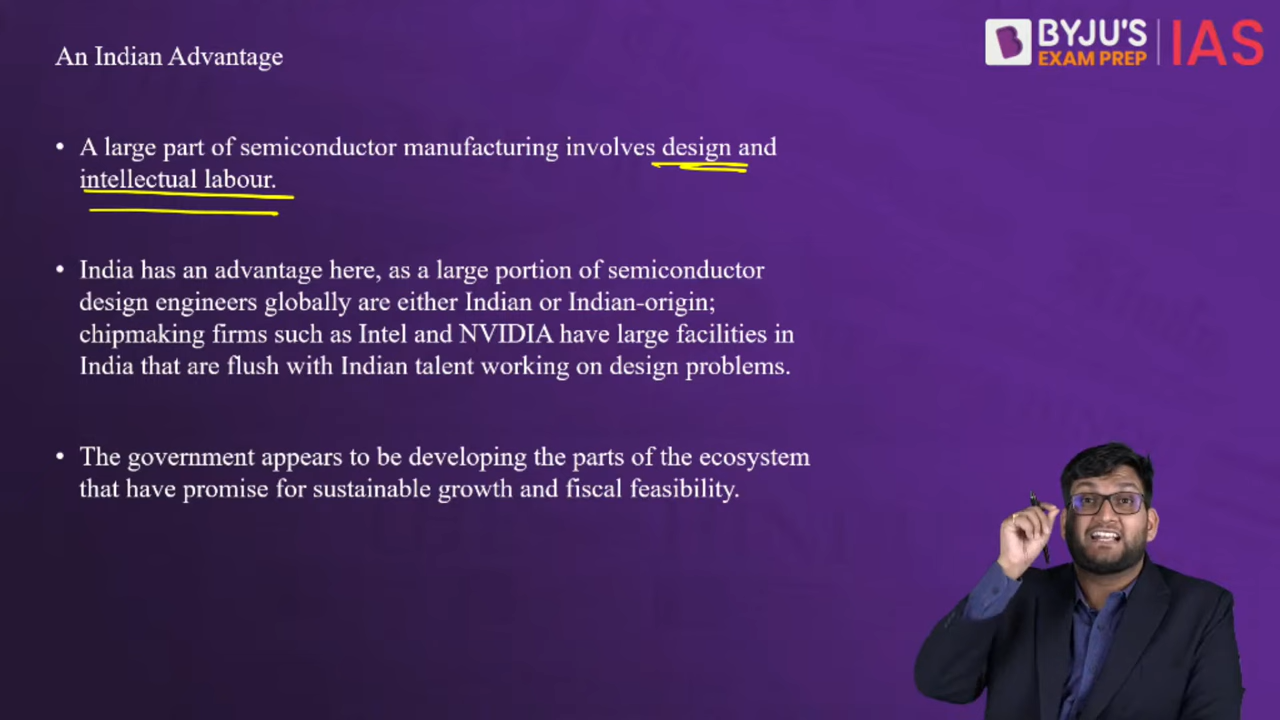 An Indian Advantage
BYJU'S
EXAM PREP
IAS
• A large part of semiconductor manufacturing involves design and
intellectual labour.
• India has an advantage here, as a large portion of semiconductor
design engineers globally are either Indian or Indian-origin;
chipmaking firms such as Intel and NVIDIA have large facilities in
India that are flush with Indian talent working on design problems.
• The government appears to be developing the parts of the ecosystem
that have promise for sustainable growth and fiscal feasibility.